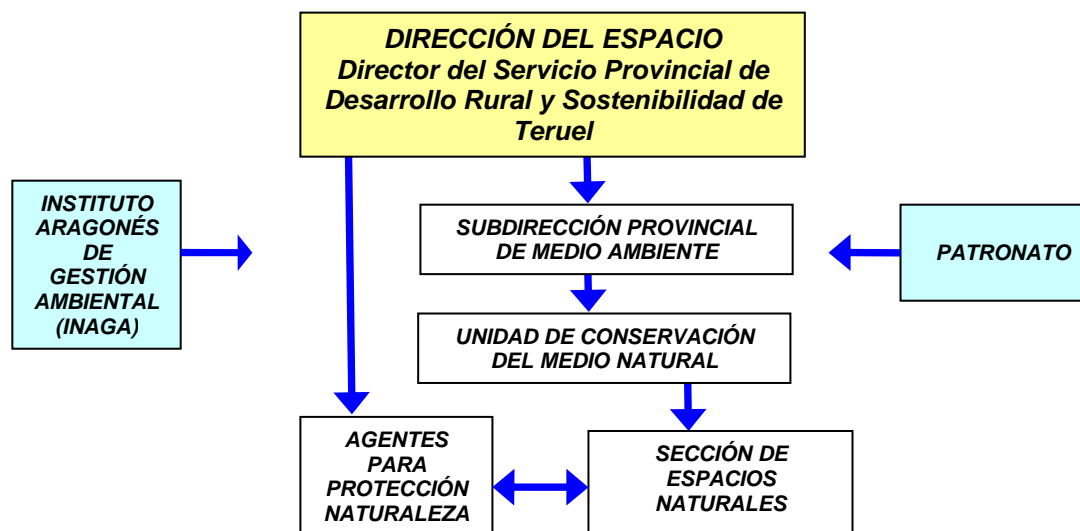 DIRECCIÓN DEL ESPACIO
Director del Servicio Provincial de
Desarrollo Rural y Sostenibilidad de
Teruel
INSTITUTO
ARAGONÉS
DE
GESTIÓN
AMBIENTAL
(INAGA)
SUBDIRECCIÓN PROVINCIAL
DE MEDIO AMBIENTE
PATRONATO
UNIDAD DE CONSERVACIÓN
DEL MEDIO NATURAL
AGENTES
PARA
PROTECCIÓN
NATURALEZA
SECCIÓN DE
ESPACIOS
NATURALES